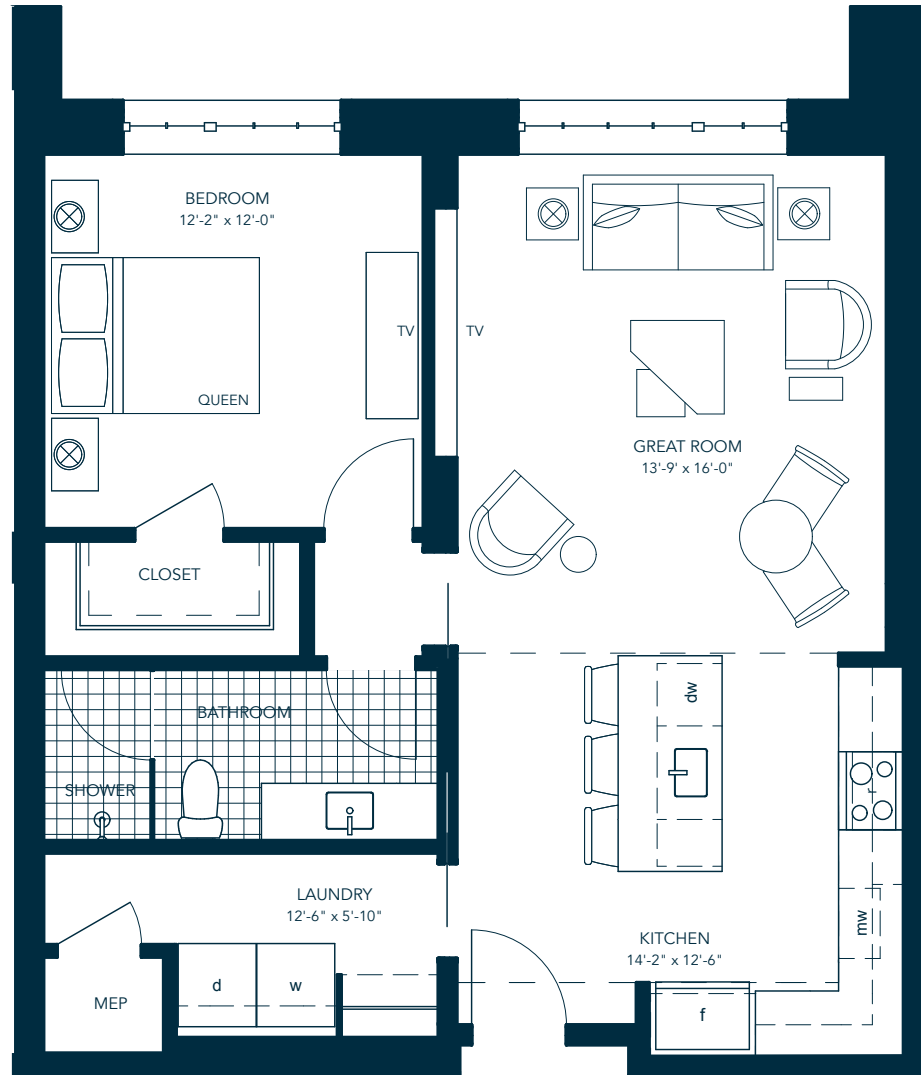 BEDROOM
12'-2" x 12'-0"
TV
TV
QUEEN
GREAT ROOM
13'-9' x 16'-0"
CLOSET
dw
BATHROOM
SHOWER
r
LAUNDRY
12'-6" x 5'-10"
mw
KITCHEN
14'-2" x 12'-6"
d
w
MEP
f